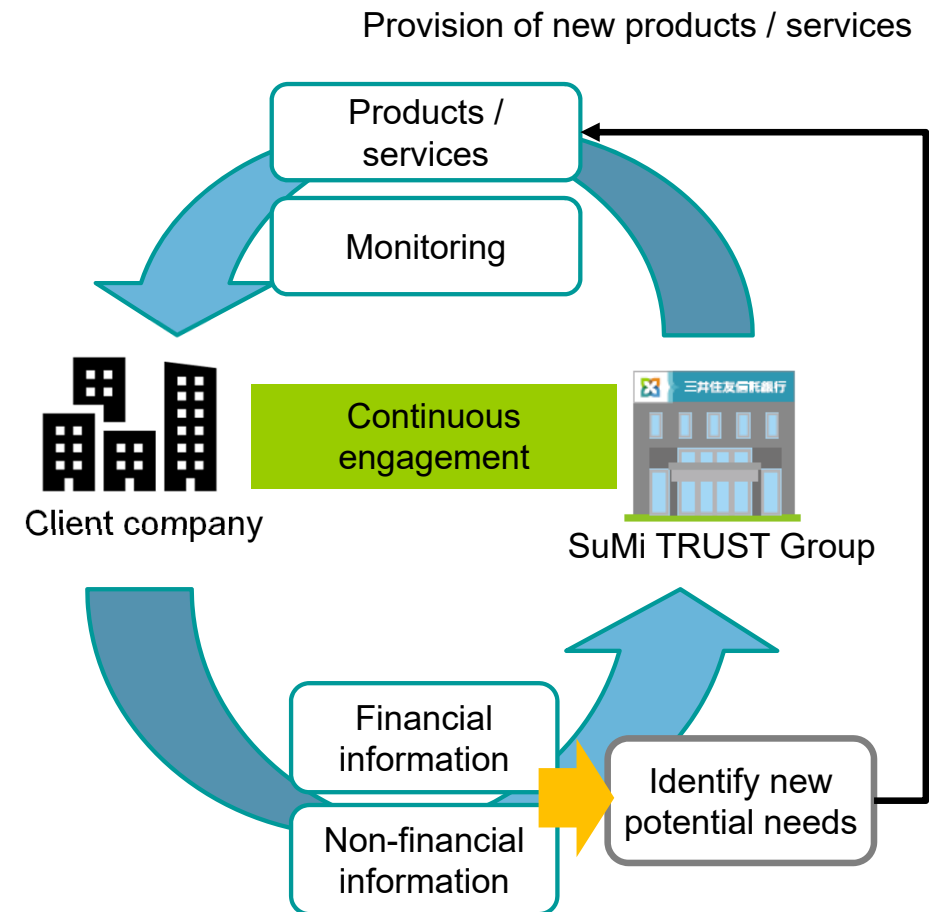 Provision of new products / services
Products /
services
Monitoring
三井住友信託銀行
Continuous
engagement
Client company
SuMi TRUST Group
Financial
information
Identify new
potential needs
Non-financial
information